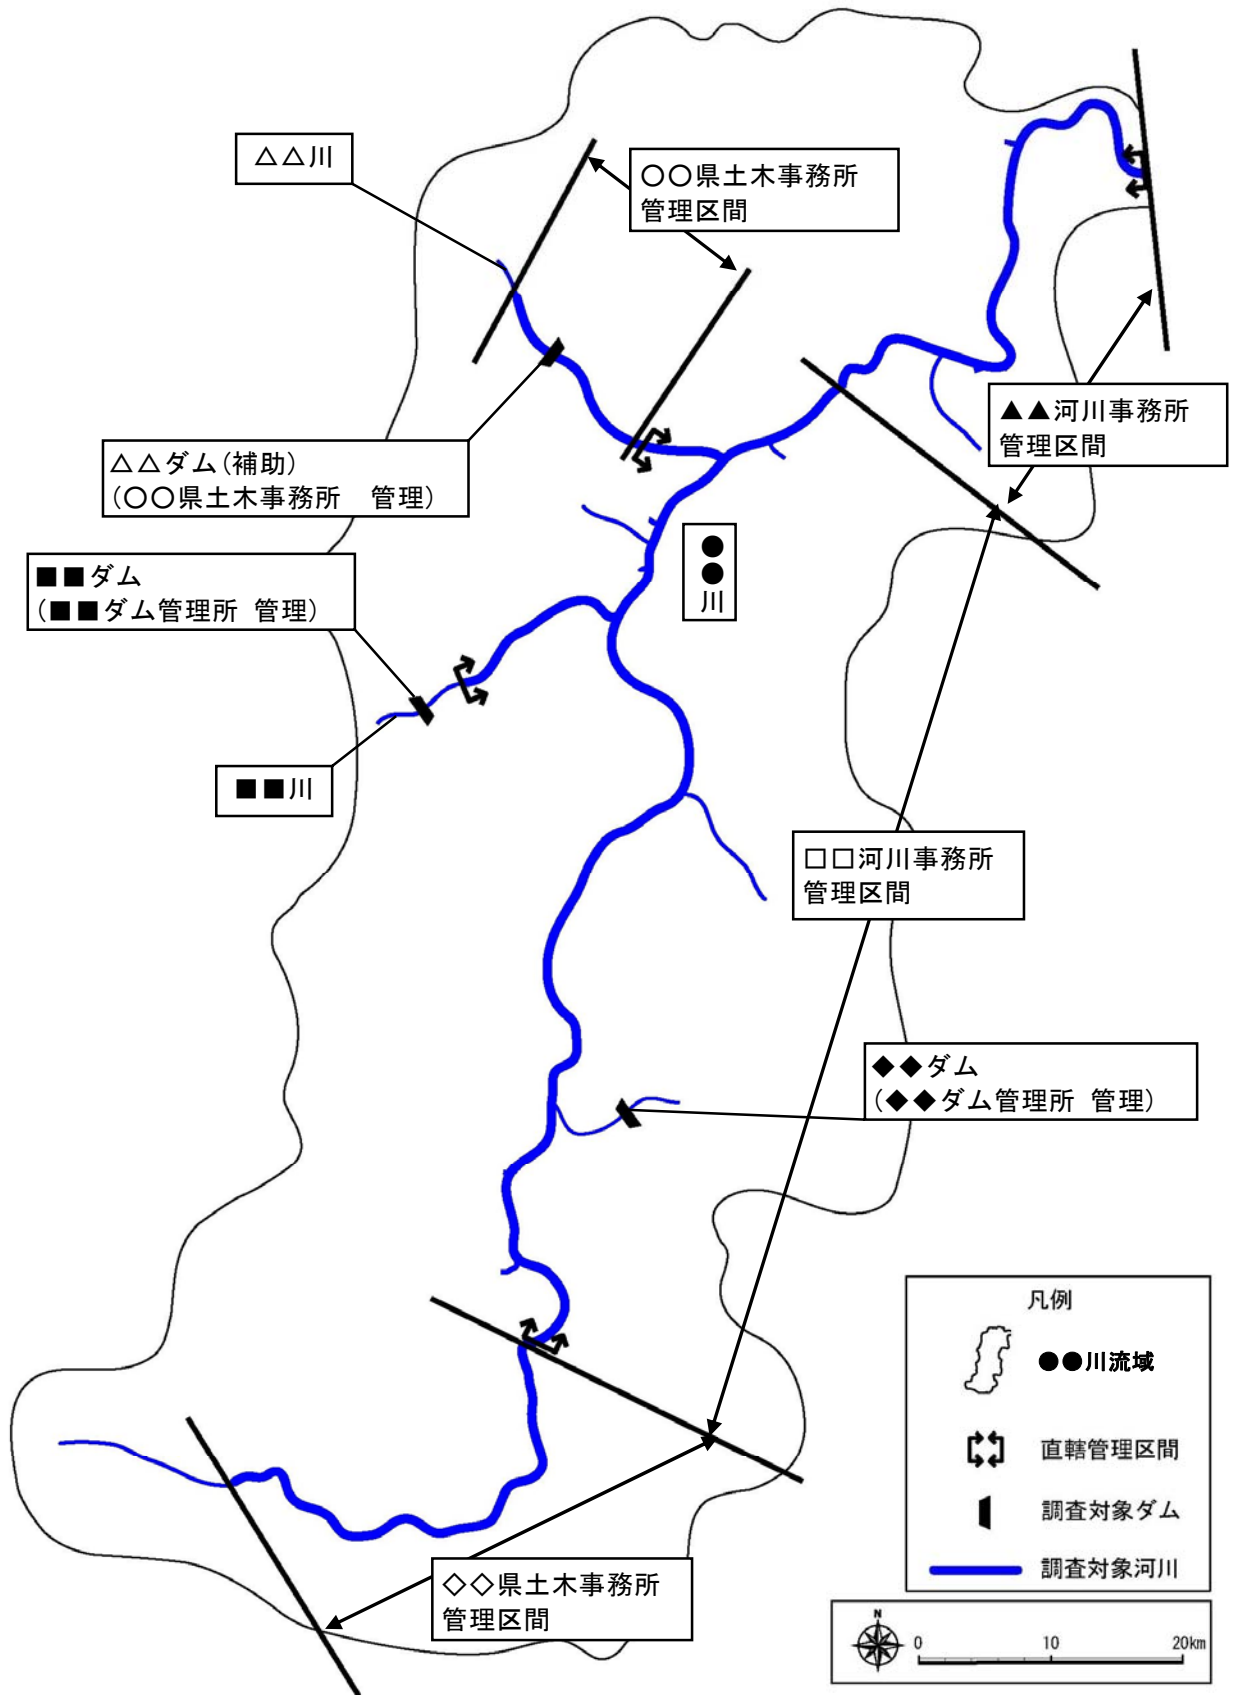 △△川
○○県土木事務所
管理区間
▲▲河川事務所
管理区間
△△ダム(補助)
(○○県土木事務所 管理)
●●川
■■ダム
(■■ダム管理所 管理)
■■川
□□河川事務所
管理区間
◆◆ダム
(◆◆ダム管理所 管理)
◇◇県土木事務所
管理区間
凡例
●●川流域
直轄管理区間
調査対象ダム
調査対象河川
N
0 10 20km